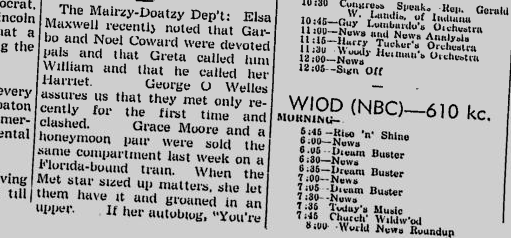 ocrat.
incoln
hat a
g the
every
paton
mer-
ental
ving
till
The Mairzy-Doatzy Dep't: Elsa
Maxwell recently noted that Gar-
bo and Noel Coward were devoted
pals and that Greta called him
William and that he called her
Harriet. George O Welles
assures us that they met only re-
cently for the first time and
clashed. Grace Moore and a
honeymoon pair were sold the
same compartment last week on a
Florida-bound train. When the
Met star sized up matters, she let
them have it and groaned in an
upper. If her autobiog, "You're
10:30 Congress Speaks Rep. Gerald
W. Landis, of Indiana
10:45—Guy Lombardo's Orchestra
11:00—News and News Analysis
11:15—Harry Tucker's Orchestra
11:30 Woody Herman's Orchestra
12:00—News
12:05—Sign Off
WIOD (NBC)—610 kc.
MORNING—
5:45—Rise 'n' Shine
6:00—News
6:05—Dream Buster
6:30—News
6:35—Dream Buster
7:00—News
7:05 Dream Buster
7:30—News
7:35 Today's Music
7:45 Church' Wildw'od
8:00 World News Roundup